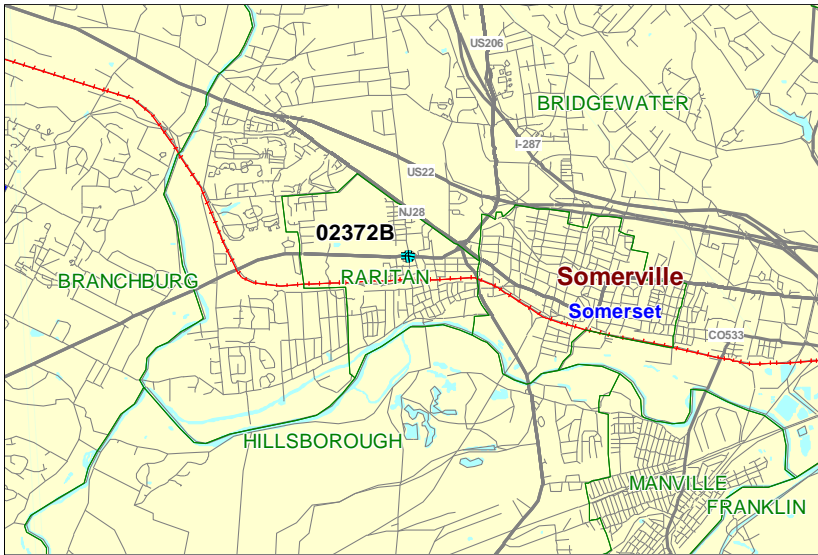 US206
BRIDGEWATER
I-287
US22
NJ28
02372B
BRANCHBURG
RARITAN
Somerville
Somerset
CO533
HILLSBOROUGH
MANVILLE
FRANKLIN